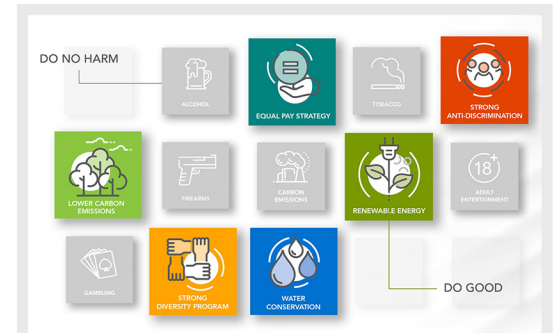 DO NO HARM
ALCOHOL
EQUAL PAY STRATEGY
TOBACCO
STRONG
ANTI-DISCRIMINATION
LOWER CARBON
EMISSIONS
FIREARMS
CARBON
EMISSIONS
RENEWABLE ENERGY
18+
ADULT
ENTERTAINMENT
GAMBLING
STRONG
DIVERSITY PROGRAM
WATER
CONSERVATION
DO GOOD